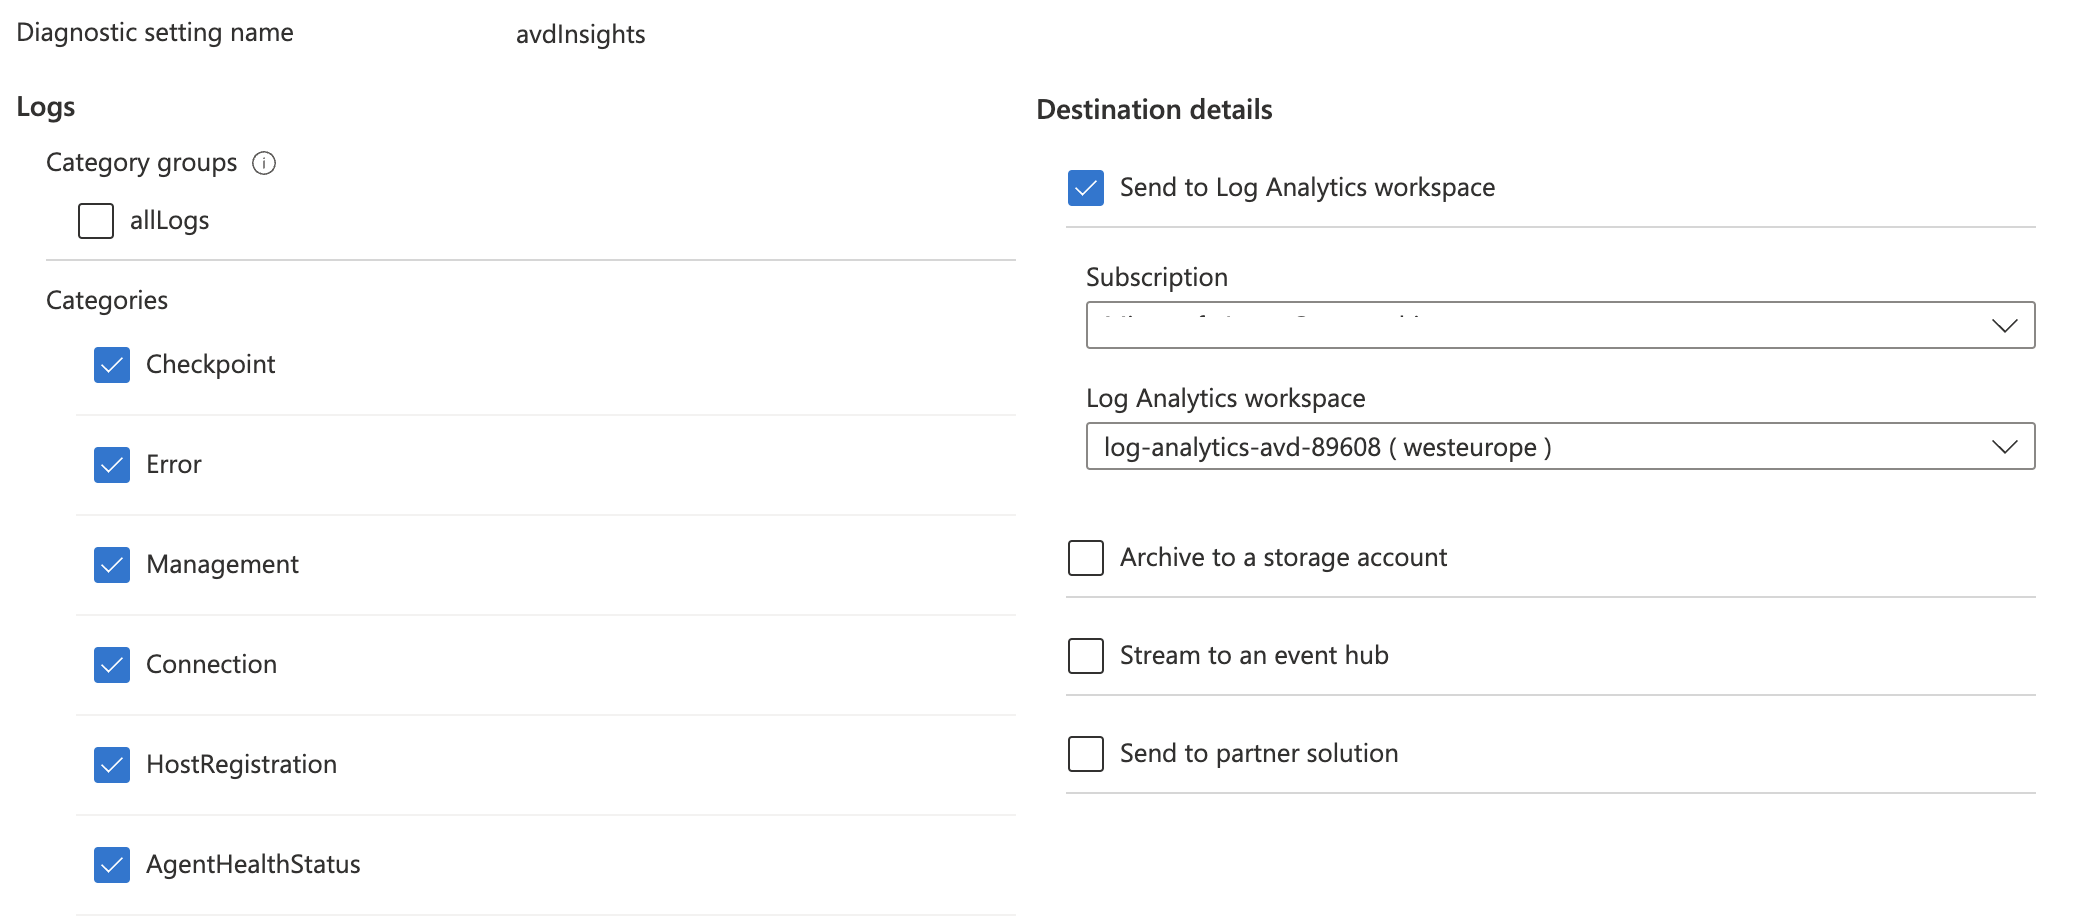 Diagnostic setting name
avdInsights
Logs
Category groups
allLogs
Categories
Checkpoint
Error
Management
Connection
HostRegistration
AgentHealthStatus
Destination details
Send to Log Analytics workspace
Subscription
Log Analytics workspace
log-analytics-avd-89608 ( westeurope )
Archive to a storage account
Stream to an event hub
Send to partner solution